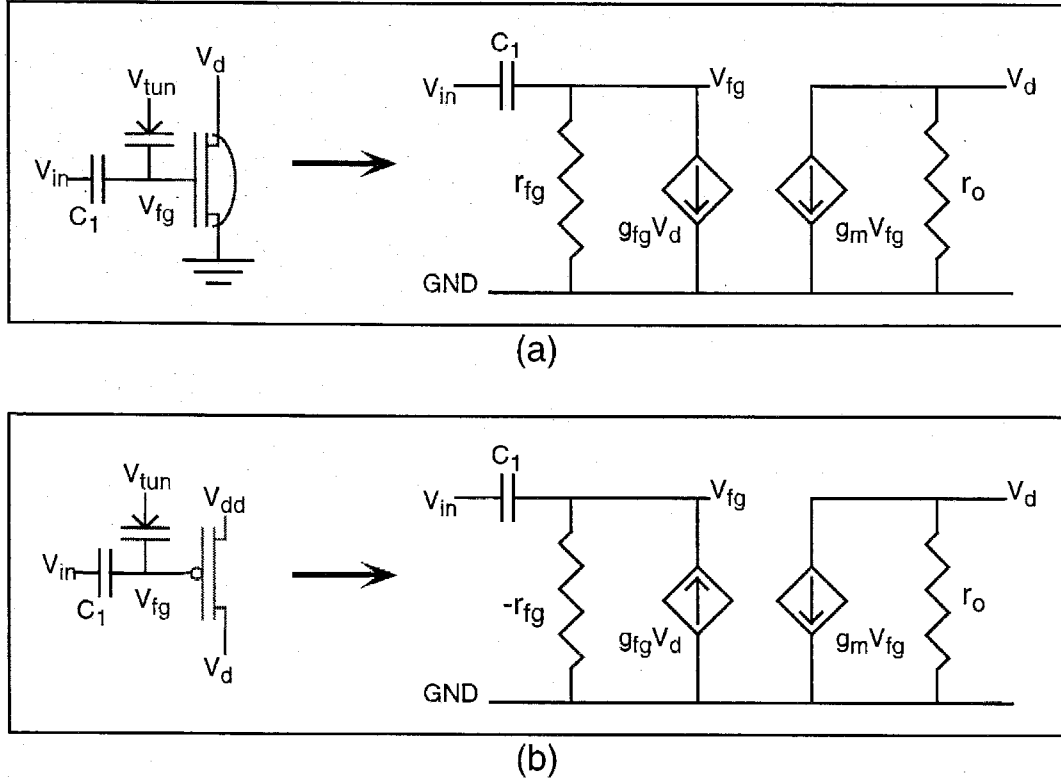 V_d
V_tun
V_in
C_1
V_fg
C_1
V_in
V_fg
V_d
r_fg
g_fgV_d
g_mV_fg
r_o
GND
(a)
V_tun
V_dd
V_in
C_1
V_fg
V_d
C_1
V_in
V_fg
V_d
-r_fg
g_fgV_d
g_mV_fg
r_o
GND
(b)